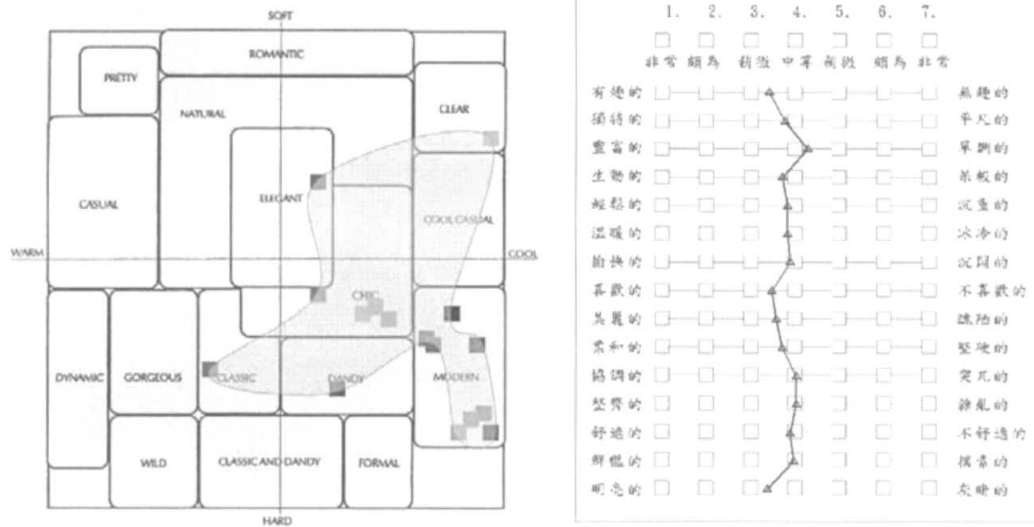 SOFT
ROMANTIC
PRETTY
NATURAL
CLEAR
ELEGANT
CASUAL
COOL CASUAL
WARM
COOL
CHIC
DYNAMIC
GORGEOUS
CLASSIC
DANDY
MODERN
WILD
CLASSIC AND DANDY
FORMAL
HARD
1. 2. 3. 4. 5. 6. 7.
非常 頗為 稍微 中等 稍微 頗為 非常
有趣的 無趣的
獨特的 平凡的
豐富的 單調的
生動的 呆板的
輕鬆的 沉重的
溫暖的 冰冷的
愉快的 沉悶的
喜歡的 不喜歡的
美麗的 醜陋的
柔和的 堅硬的
協調的 突兀的
整齊的 雜亂的
舒適的 不舒適的
鮮豔的 樸素的
明亮的 灰暗的